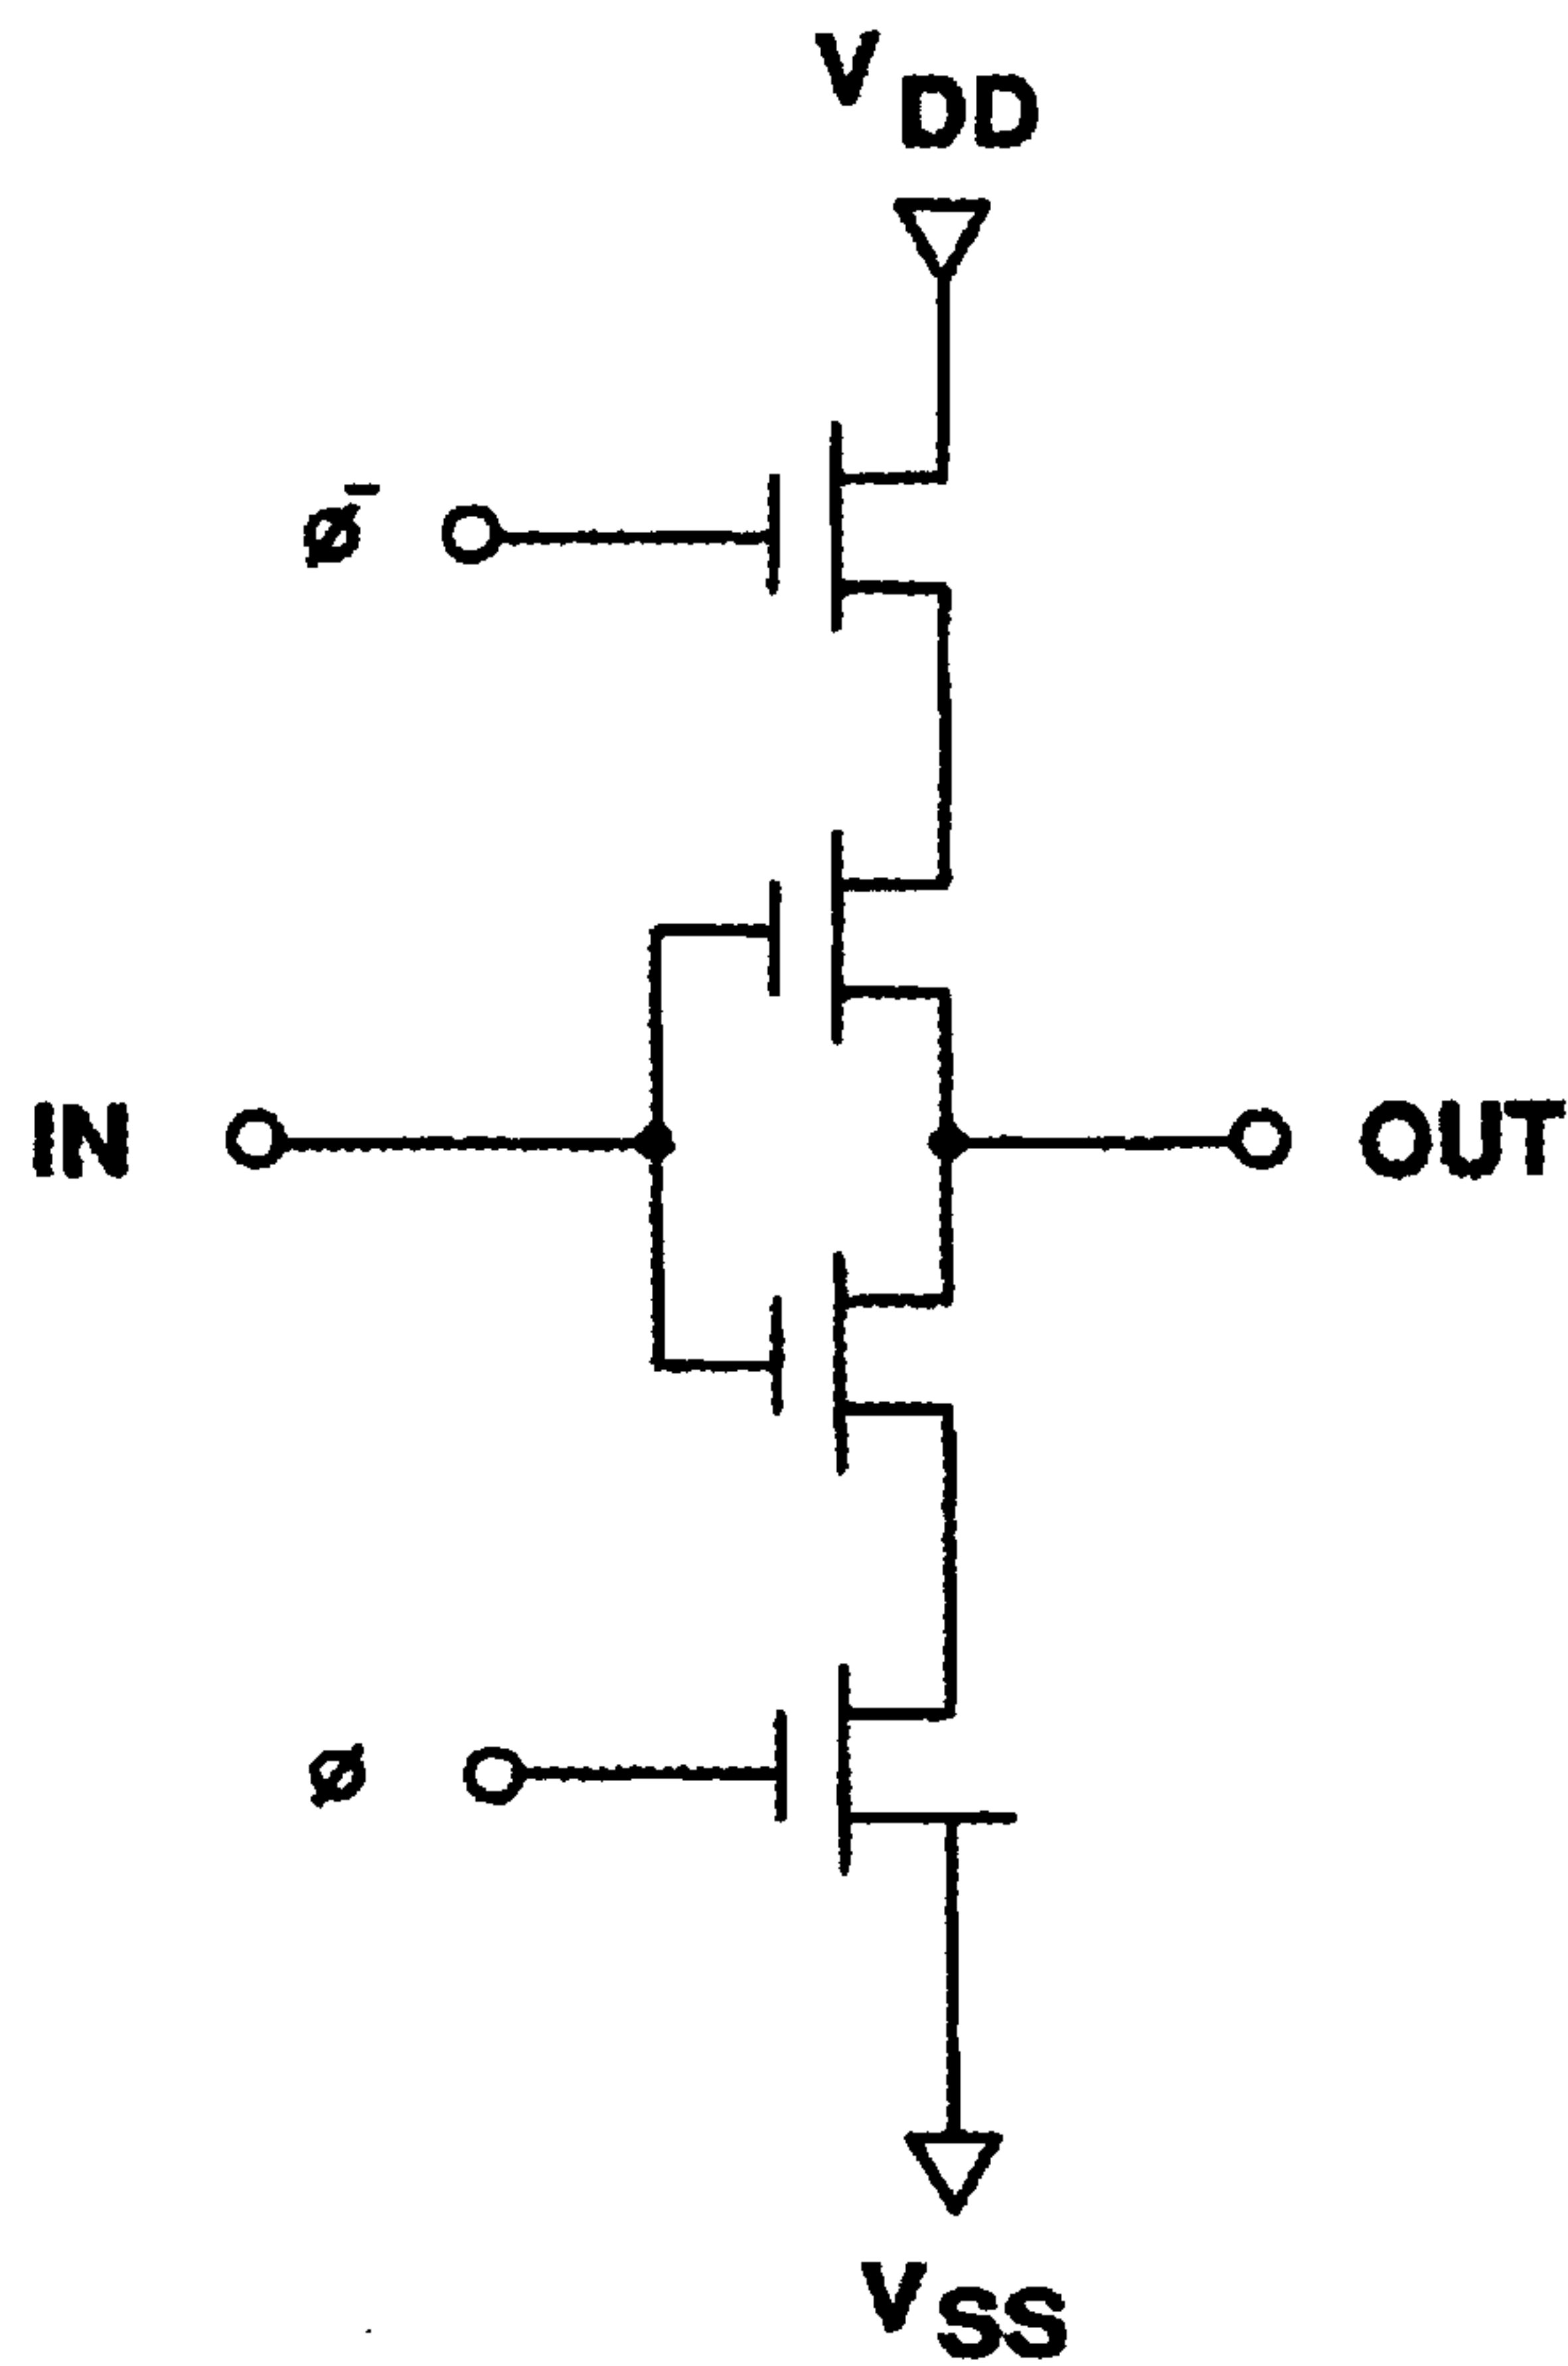 VDD
ø̅
IN OUT
ø
VSS